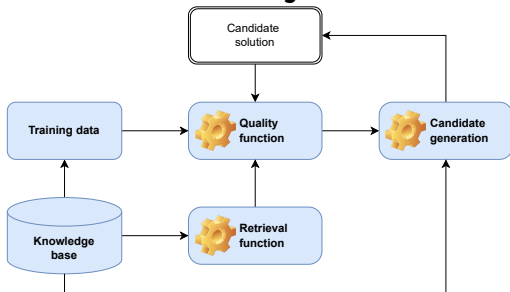 Candidate
solution
Training data
Quality
function
Candidate
generation
Knowledge
base
Retrieval
function